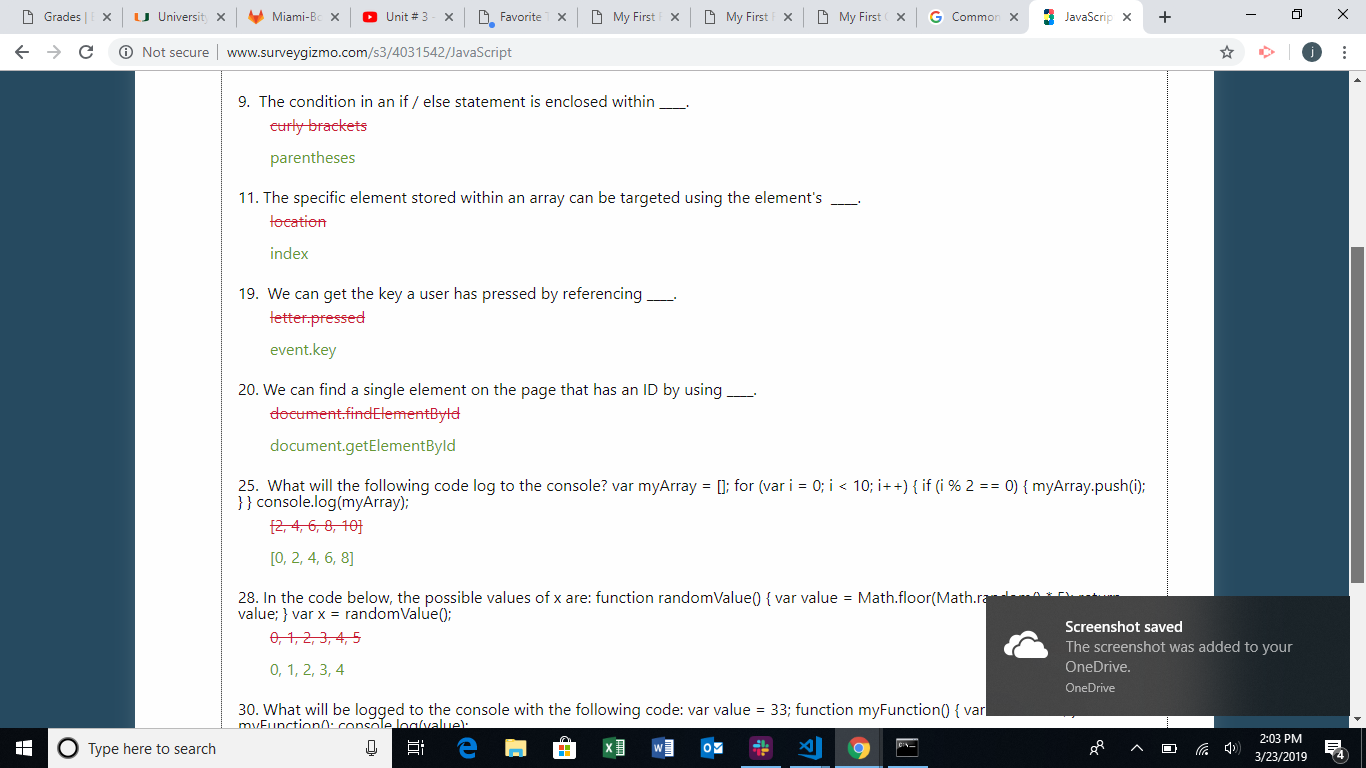 Grades |
University
Miami-Bo
Unit # 3 -
Favorite T
My First
My First
My First
Common
JavaScrip
Not secure | www.surveygizmo.com/s3/4031542/JavaScript
j
9. The condition in an if / else statement is enclosed within ____.
curly brackets
parentheses
11. The specific element stored within an array can be targeted using the element's ____.
location
index
19. We can get the key a user has pressed by referencing ____.
letter.pressed
event.key
20. We can find a single element on the page that has an ID by using ____.
document.findElementById
document.getElementById
25. What will the following code log to the console? var myArray = []; for (var i = 0; i < 10; i++) { if (i % 2 == 0) { myArray.push(i);
} } console.log(myArray);
[2, 4, 6, 8, 10]
[0, 2, 4, 6, 8]
28. In the code below, the possible values of x are: function randomValue() { var value = Math.floor(Math.random() * 5); return
value; } var x = randomValue();
0, 1, 2, 3, 4, 5
0, 1, 2, 3, 4
30. What will be logged to the console with the following code: var value = 33; function myFunction() { var
myFunction(); console.log(value);
Screenshot saved
The screenshot was added to your
OneDrive.
OneDrive
Type here to search
2:03 PM
3/23/2019
4